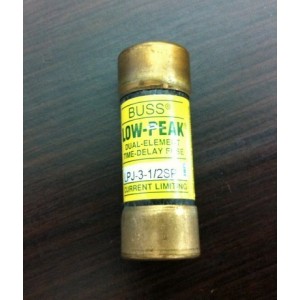 BUSS®
LOW-PEAK®
DUAL-ELEMENT
TIME-DELAY FUSE
LPJ-3-1/2SP
CURRENT LIMITING